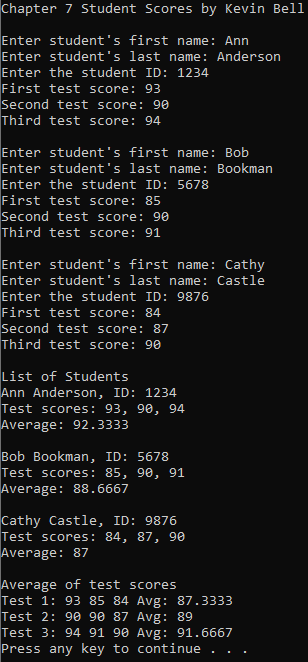 Chapter 7 Student Scores by Kevin Bell
Enter student's first name: Ann
Enter student's last name: Anderson
Enter the student ID: 1234
First test score: 93
Second test score: 90
Third test score: 94
Enter student's first name: Bob
Enter student's last name: Bookman
Enter the student ID: 5678
First test score: 85
Second test score: 90
Third test score: 91
Enter student's first name: Cathy
Enter student's last name: Castle
Enter the student ID: 9876
First test score: 84
Second test score: 87
Third test score: 90
List of Students
Ann Anderson, ID: 1234
Test scores: 93, 90, 94
Average: 92.3333
Bob Bookman, ID: 5678
Test scores: 85, 90, 91
Average: 88.6667
Cathy Castle, ID: 9876
Test scores: 84, 87, 90
Average: 87
Average of test scores
Test 1: 93 85 84 Avg: 87.3333
Test 2: 90 90 87 Avg: 89
Test 3: 94 91 90 Avg: 91.6667
Press any key to continue . . .